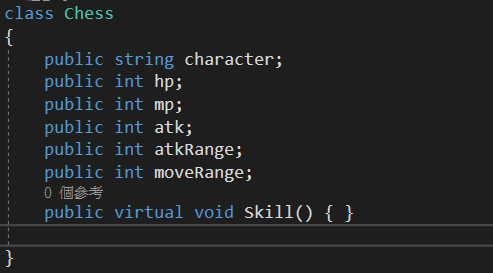 class Chess
{
public string character;
public int hp;
public int mp;
public int atk;
public int atkRange;
public int moveRange;
0 個參考
public virtual void Skill() { }
}